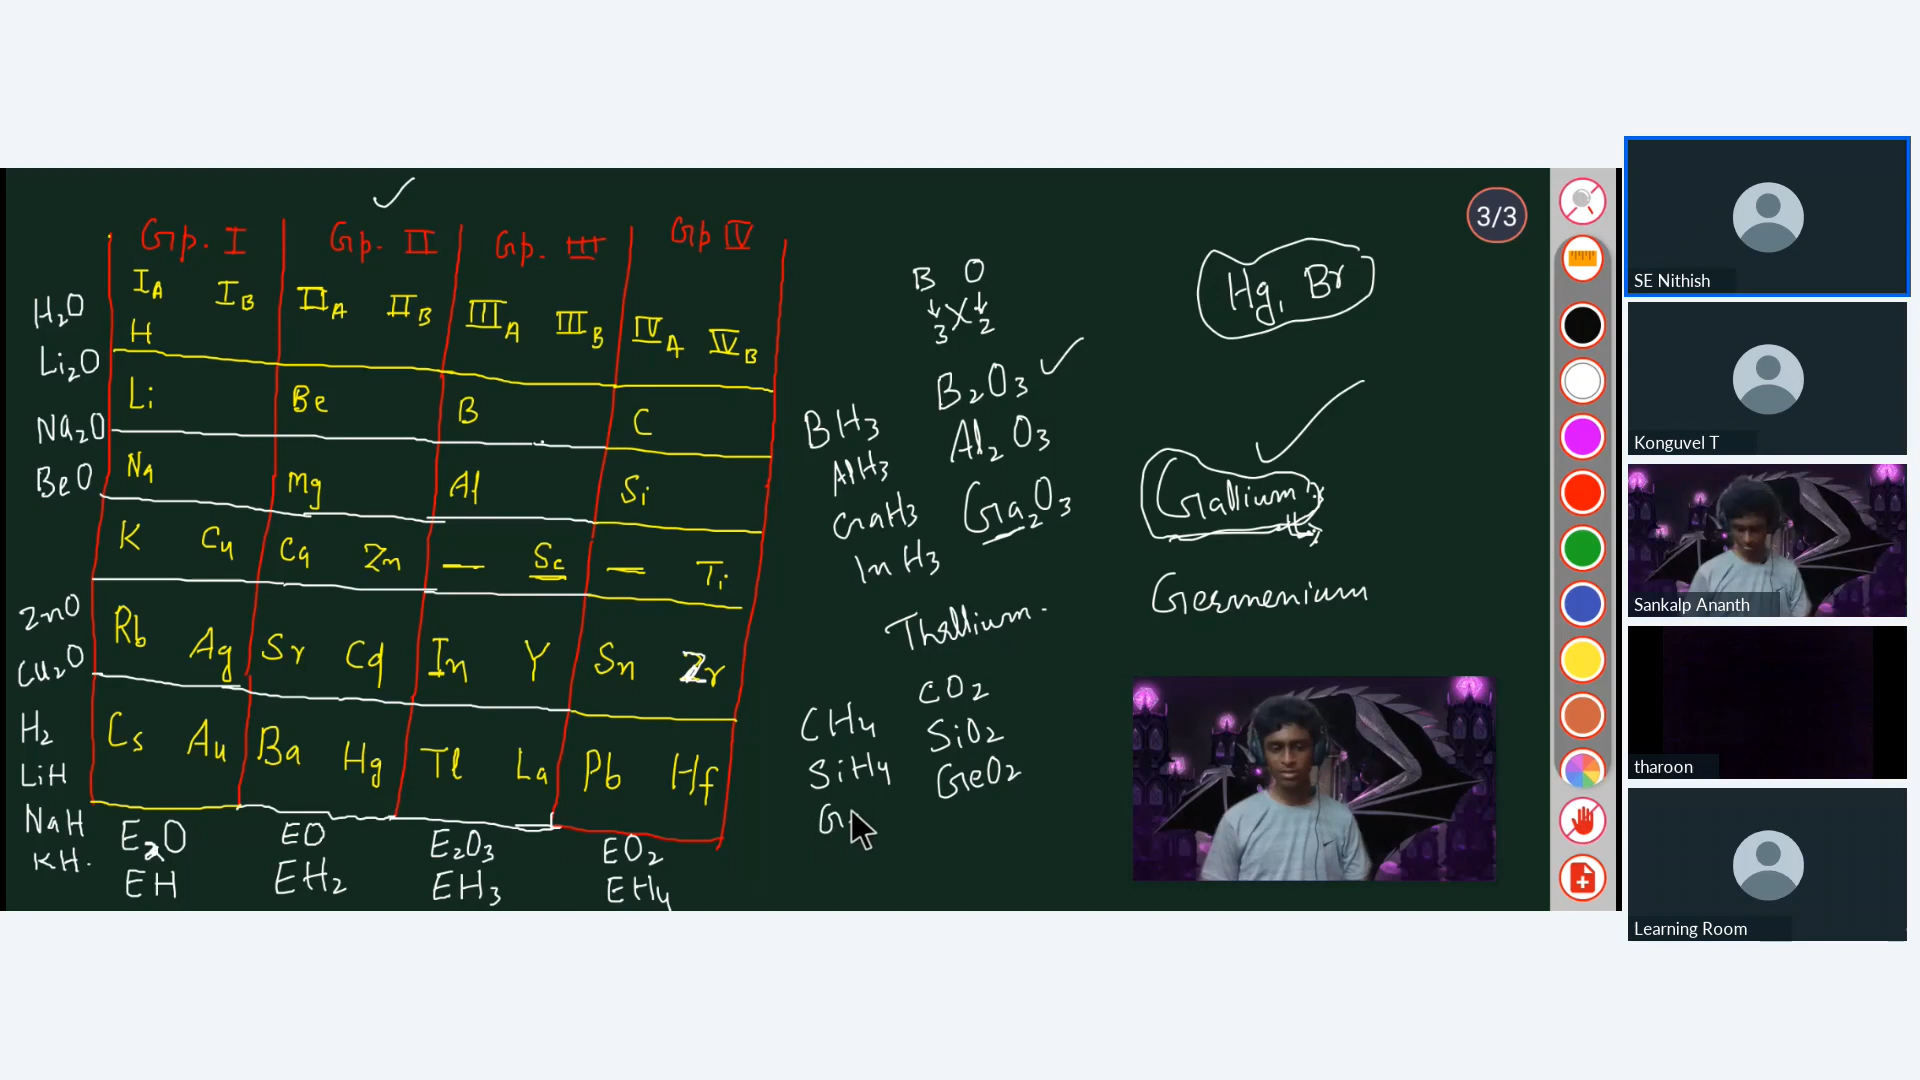 Gp. I Gp. II Gp. III Gp IV
IA IB IIA IIB IIIA IIIB IVA IVB
H
Li Be B C
Na Mg Al Si
K Cu Ca Zn — Sc — Ti
Rb Ag Sr Cd In Y Sn Zr
Cs Au Ba Hg Tl La Pb Hf
E₂O EO E₂O₃ EO₂
EH EH₂ EH₃ EH₄
H₂O
Li₂O
Na₂O
BeO
ZnO
Cu₂O
H₂
LiH
NaH
KH.
B O
3 X 2
B₂O₃
Al₂O₃
Ga₂O₃
BH₃
AlH₃
GaH₃
InH₃
Thallium.
CO₂
SiO₂
GeO₂
CH₄
SiH₄
G
Hg, Br
Gallium
Germenium
3/3
SE Nithish
Konguvel T
Sankalp Ananth
tharoon
Learning Room